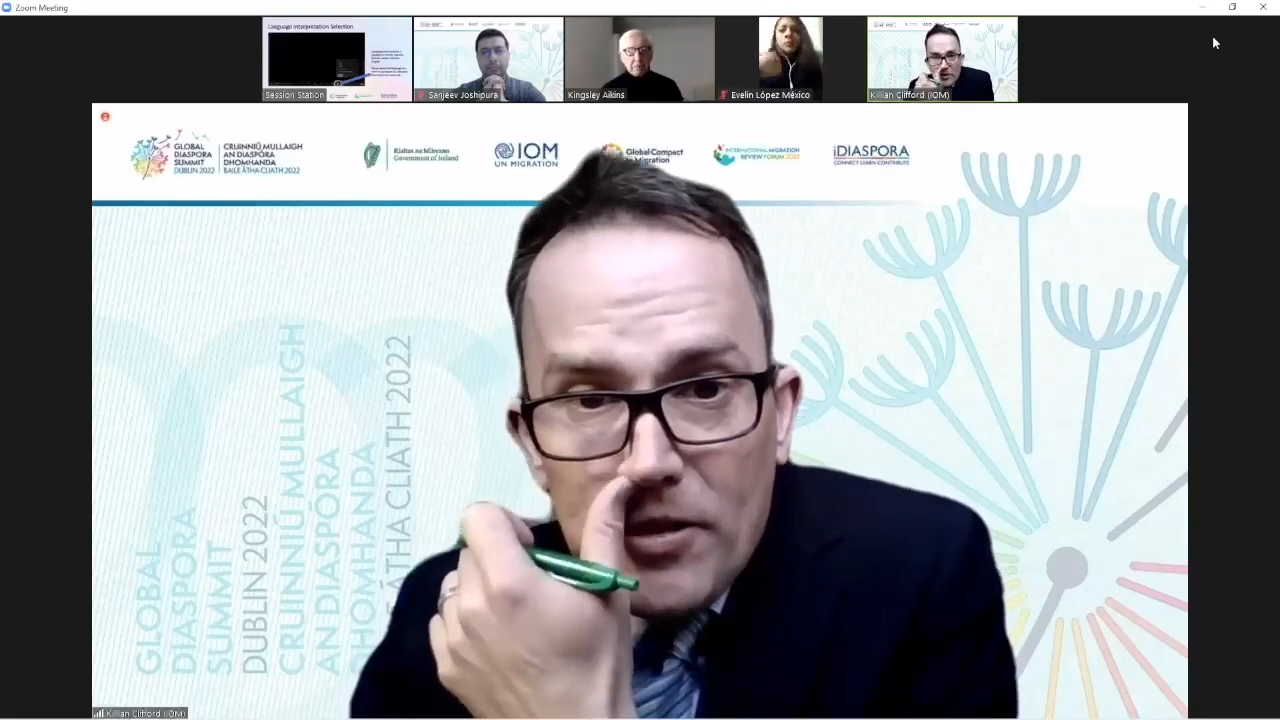 Zoom Meeting
Language Interpretation Selection
Session Station
Sanjeev Joshipura
Kingsley Aikins
Evelin López México
Killian Clifford (IOM)
GLOBAL
DIASPORA
SUMMIT
DUBLIN 2022
CRUINNIÚ MULLAIGH
AN DIASPÓRA
DHOMHANDA
BAILE ÁTHA CLIATH 2022
Rialtas na hÉireann
Government of Ireland
IOM
UN MIGRATION
Global Compact
Migration
INTERNATIONAL MIGRATION
REVIEW FORUM 2022
iDIASPORA
CONNECT LEARN CONTRIBUTE
GLOBAL
DIASPORA
SUMMIT
DUBLIN 2022
CRUINNIÚ MULLAIGH
AN DIASPÓRA
DHOMHANDA
ÁTHA CLIATH 2022
Killian Clifford (IOM)